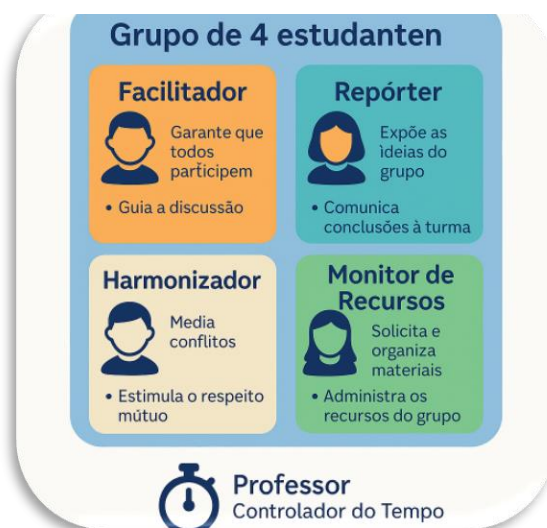 Grupo de 4 estudanten
Facilitador
Garante que
todos
participem
• Guia a discussão
Repórter
Expõe as
ideias do
grupo
• Comunica
conclusões à turma
Harmonizador
Media
conflitos
• Estimula o respeito
mútuo
Monitor de
Recursos
Solicita e
organiza
materiais
• Administra os
recursos do grupo
Professor
Controlador do Tempo